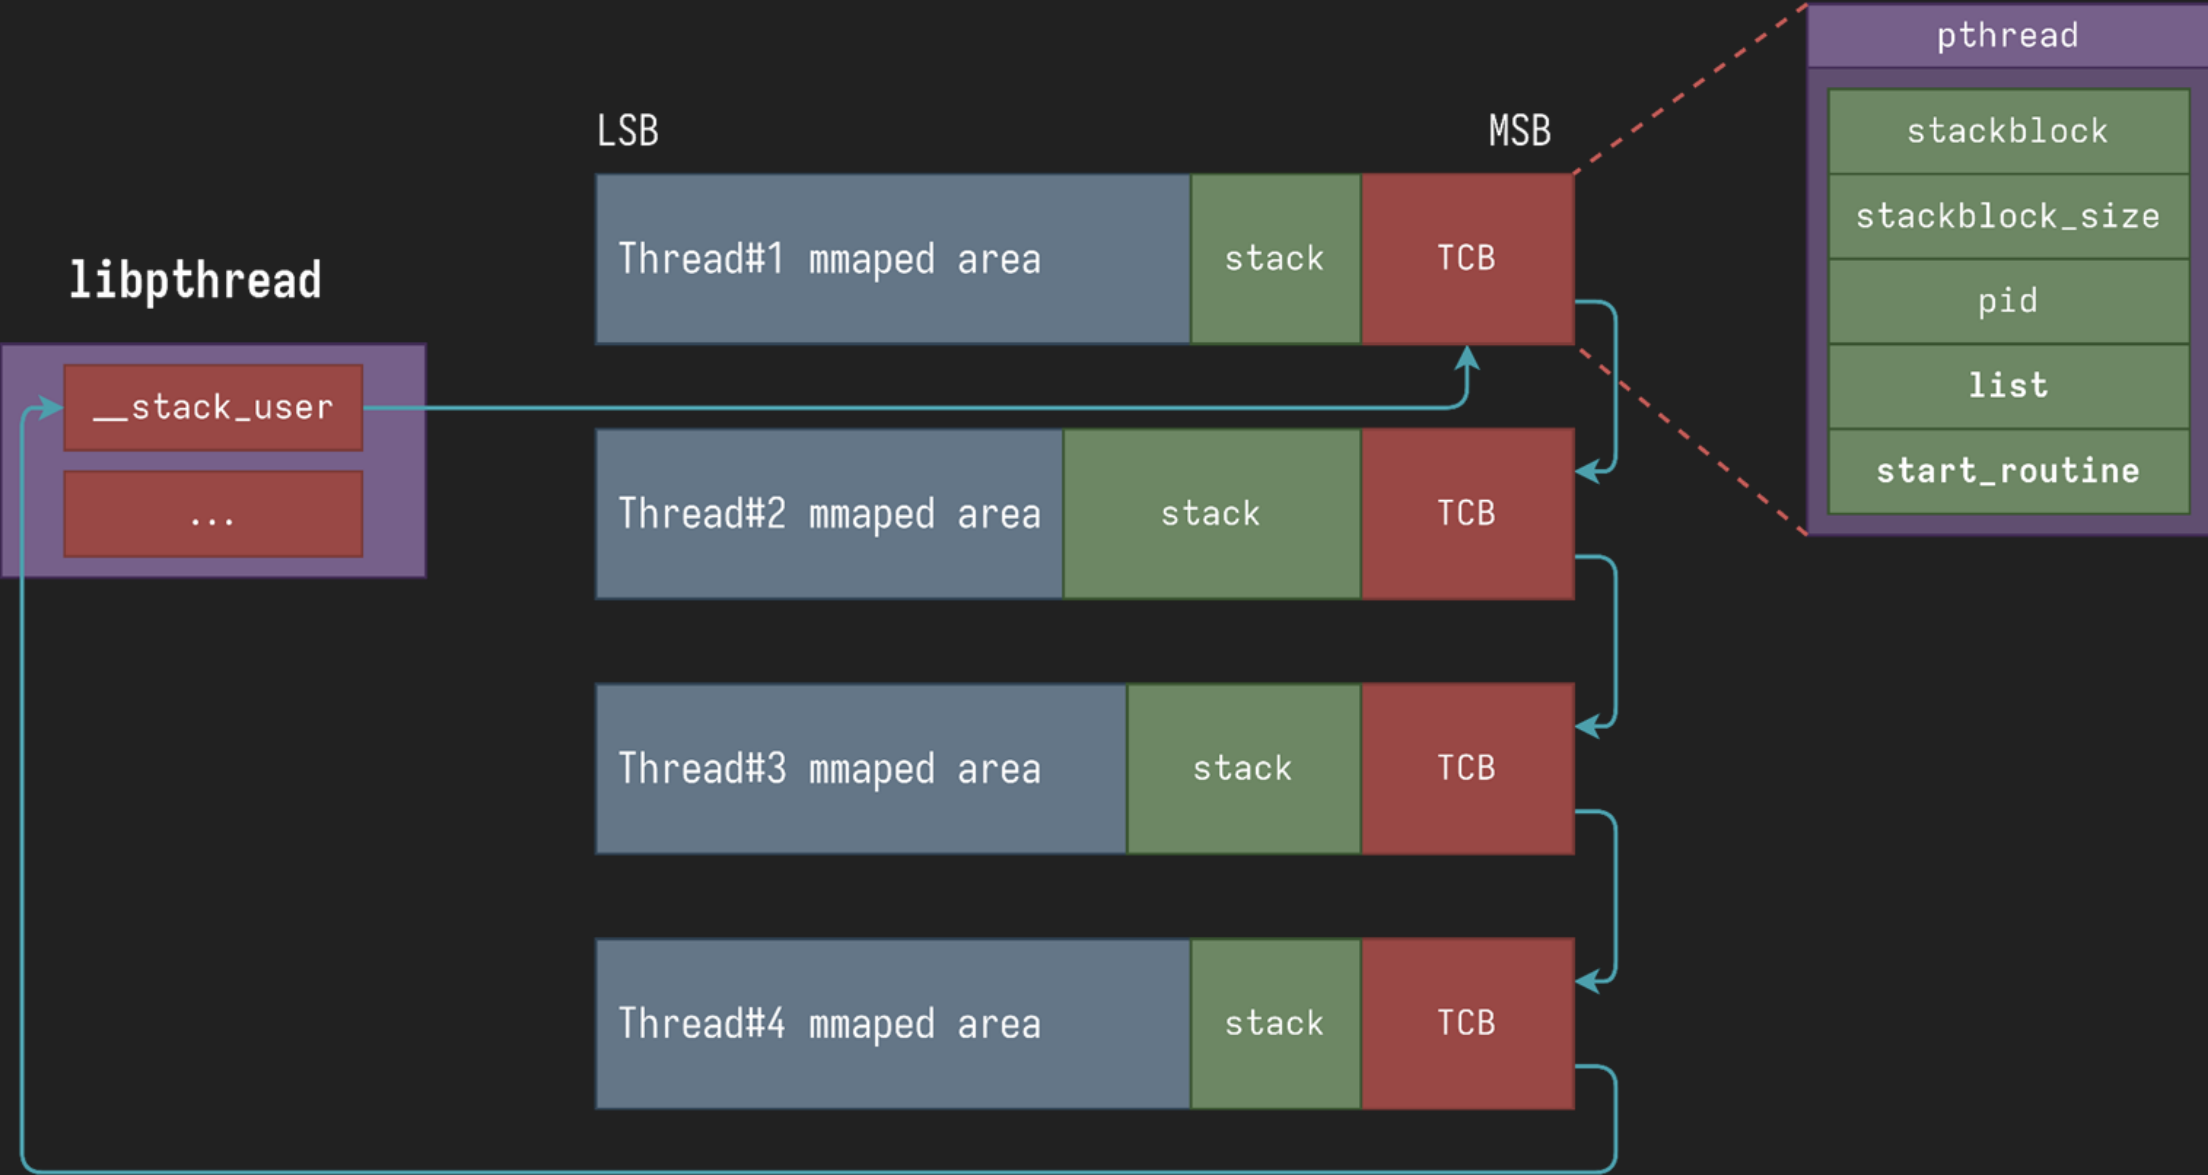 pthread
LSB
MSB
stackblock
stackblock_size
pid
list
start_routine
libpthread
__stack_user
...
Thread#1 mmaped area
stack
TCB
Thread#2 mmaped area
stack
TCB
Thread#3 mmaped area
stack
TCB
Thread#4 mmaped area
stack
TCB